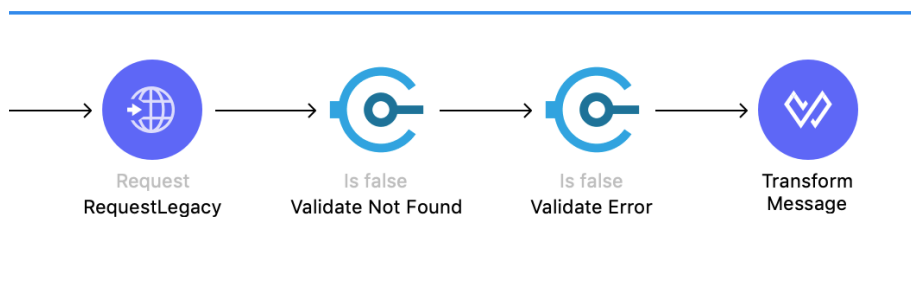 Request
RequestLegacy
Is false
Validate Not Found
Is false
Validate Error
Transform
Message